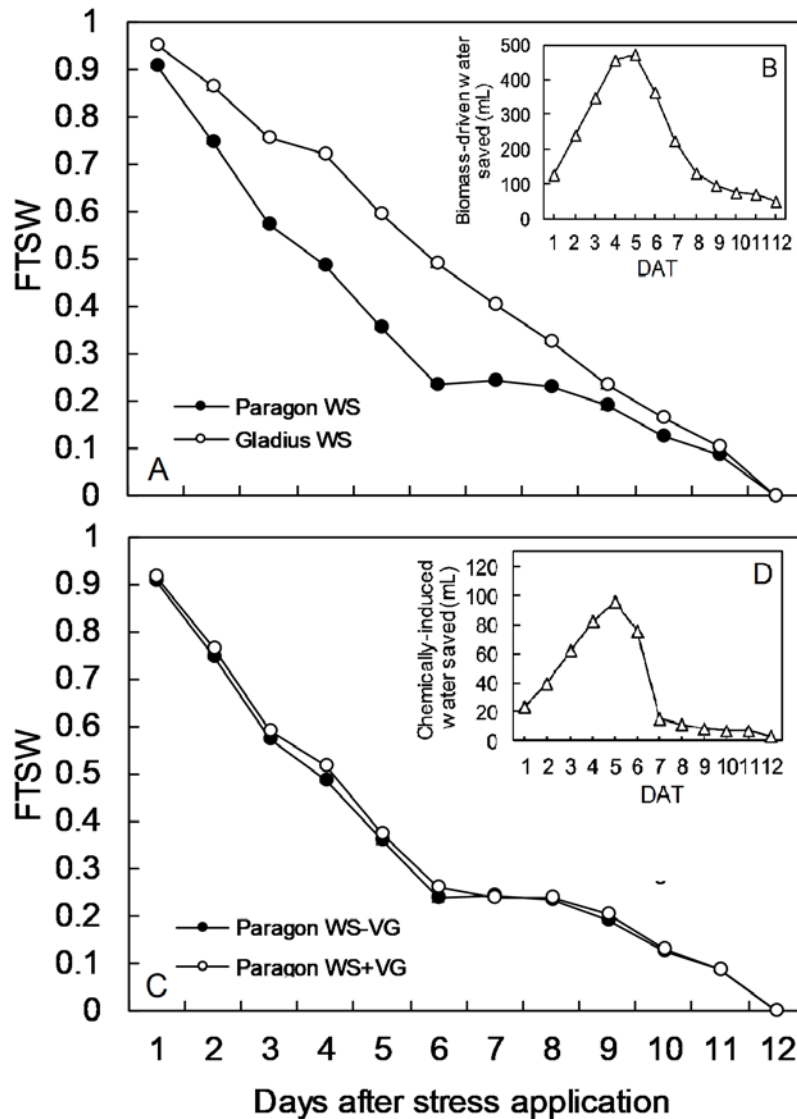 1
0.9
0.8
0.7
0.6
0.5
0.4
0.3
0.2
0.1
0
FTSW
Paragon WS
Gladius WS
A
500
400
300
200
100
0
Biomass-driven water
saved (mL)
B
1 2 3 4 5 6 7 8 9 10 11 12
DAT
1
0.9
0.8
0.7
0.6
0.5
0.4
0.3
0.2
0.1
0
FTSW
Paragon WS-VG
Paragon WS+VG
C
120
100
80
60
40
20
0
Chemically-induced
water saved (mL)
D
1 2 3 4 5 6 7 8 9 10 11 12
DAT
1 2 3 4 5 6 7 8 9 10 11 12
Days after stress application